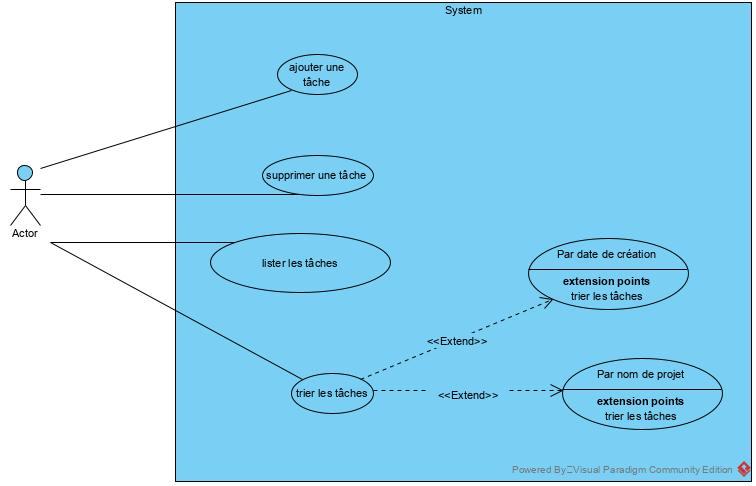 System
ajouter une
tâche
supprimer une tâche
Actor
lister les tâches
Par date de création
extension points
trier les tâches
<<Extend>>
Par nom de projet
trier les tâches
<<Extend>>
extension points
trier les tâches
Powered By Visual Paradigm Community Edition